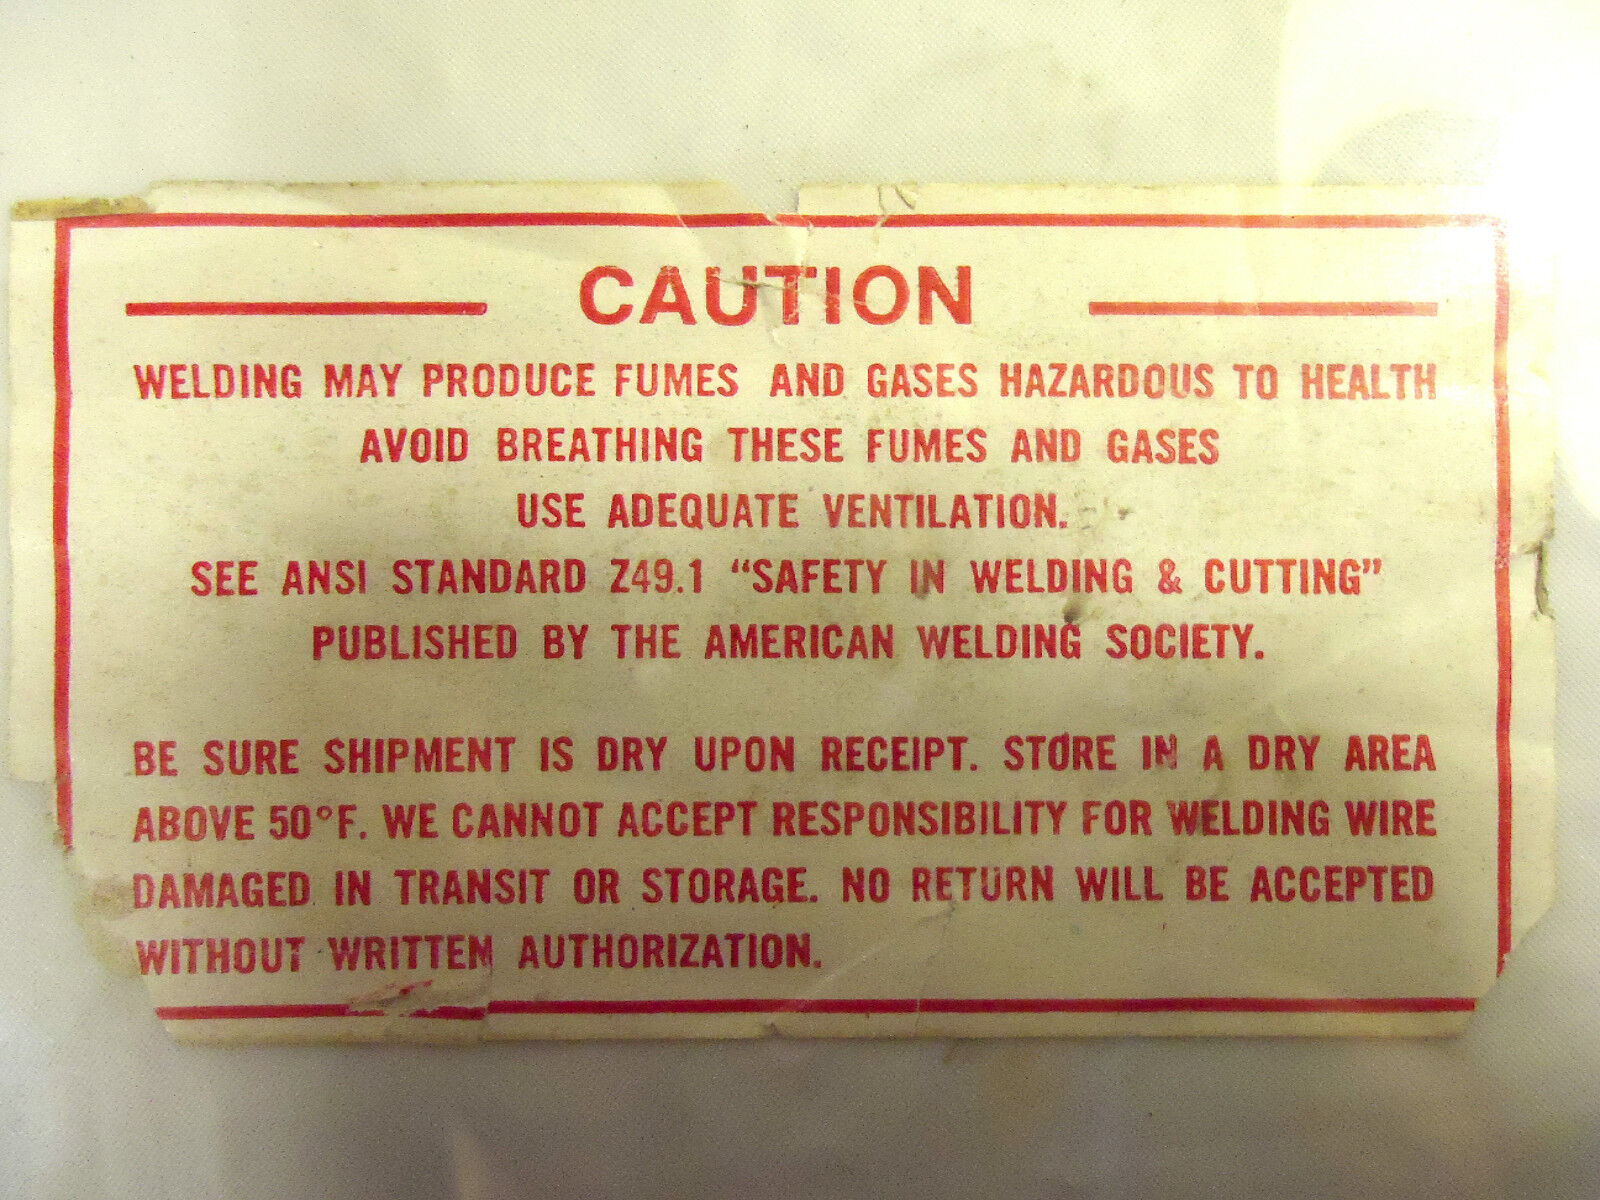 CAUTION
WELDING MAY PRODUCE FUMES AND GASES HAZARDOUS TO HEALTH
AVOID BREATHING THESE FUMES AND GASES
USE ADEQUATE VENTILATION.
SEE ANSI STANDARD Z49.1 “SAFETY IN WELDING & CUTTING”
PUBLISHED BY THE AMERICAN WELDING SOCIETY.
BE SURE SHIPMENT IS DRY UPON RECEIPT. STORE IN A DRY AREA
ABOVE 50°F. WE CANNOT ACCEPT RESPONSIBILITY FOR WELDING WIRE
DAMAGED IN TRANSIT OR STORAGE. NO RETURN WILL BE ACCEPTED
WITHOUT WRITTEN AUTHORIZATION.